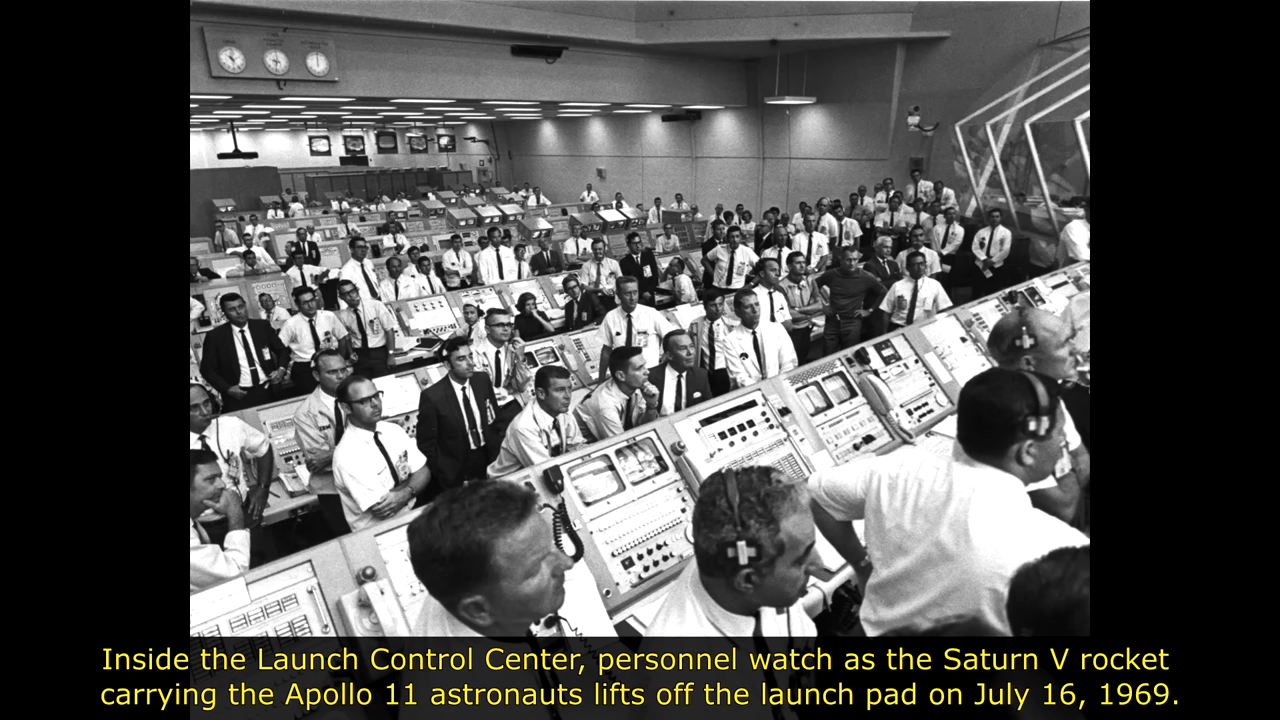 Inside the Launch Control Center, personnel watch as the Saturn V rocket
carrying the Apollo 11 astronauts lifts off the launch pad on July 16, 1969.